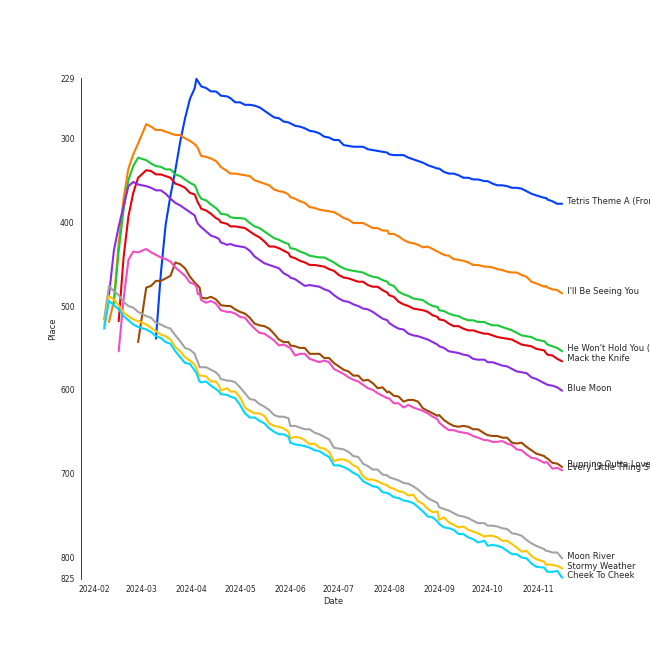 229
300
400
500
600
700
800
825
Place
2024-02 2024-03 2024-04 2024-05 2024-06 2024-07 2024-08 2024-09 2024-10 2024-11
Date
Tetris Theme A (From
I'll Be Seeing You
He Won't Hold You (
Mack the Knife
Blue Moon
Running Outta Love
Every Little Thing S
Moon River
Stormy Weather
Cheek To Cheek